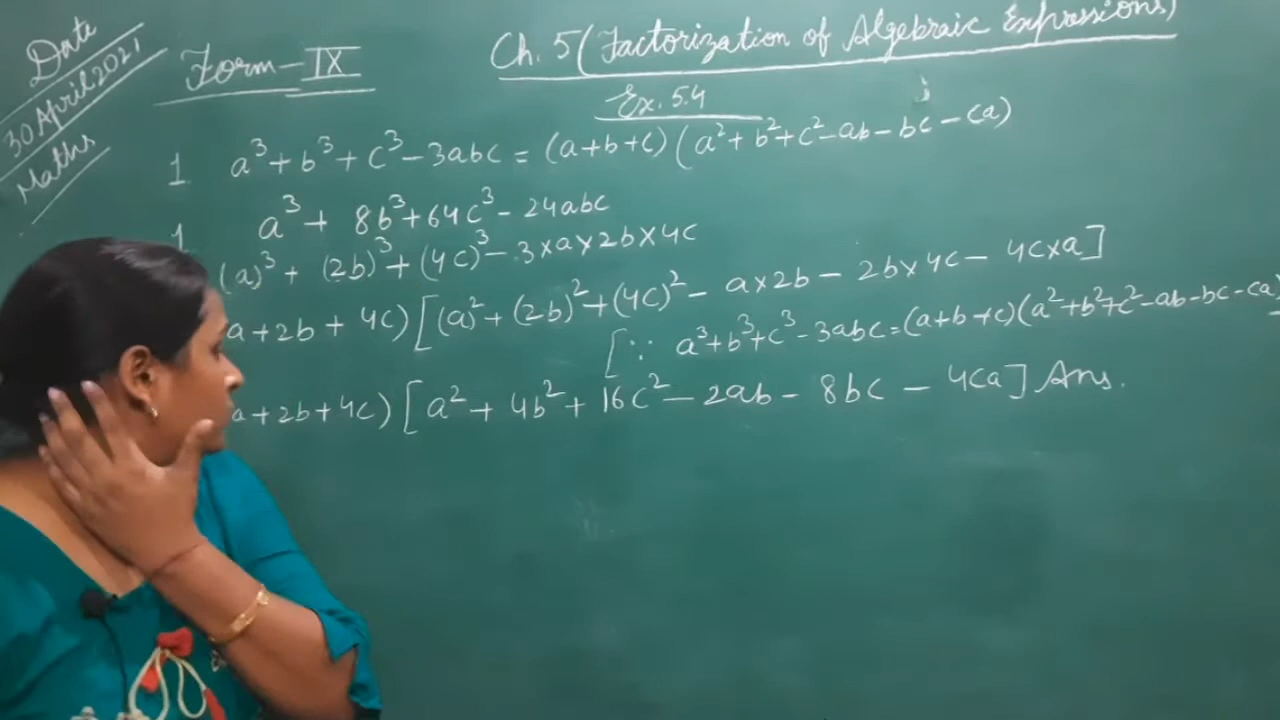 Date
30 April 2021
Maths
Form - IX
Ch. 5 (Factorization of Algebraic Expressions)
Ex. 5.4
1 a³ + b³ + c³ - 3abc = (a+b+c) (a² + b² + c² - ab - bc - ca)
1 a³ + 8b³ + 64c³ - 24abc
(a)³ + (2b)³ + (4c)³ - 3×a×2b×4c
a+2b+4c) [(a)² + (2b)² + (4c)² - a×2b - 2b×4c - 4c×a]
[∵ a³+b³+c³-3abc = (a+b+c)(a²+b²+c²-ab-bc-ca)
a+2b+4c) [a² + 4b² + 16c² - 2ab - 8bc - 4ca] Ans.